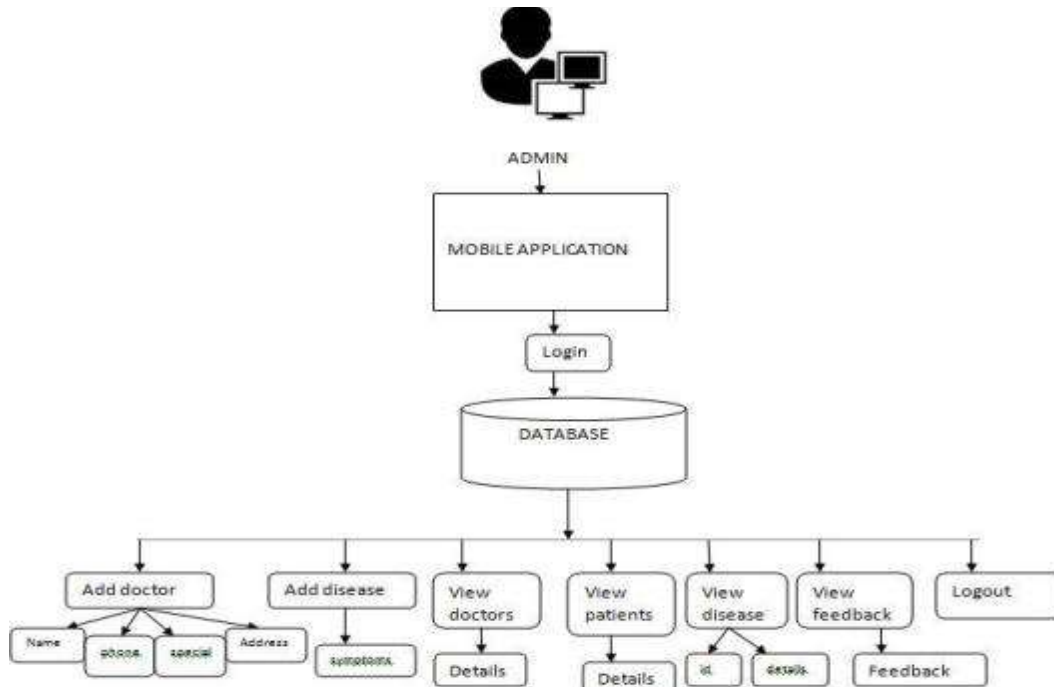 ADMIN
MOBILE APPLICATION
Login
DATABASE
Add doctor
Add disease
View
doctors
View
patients
View
disease
View
feedback
Logout
Name
phone
special
Address
symptoms
Details
Details
id
details
Feedback